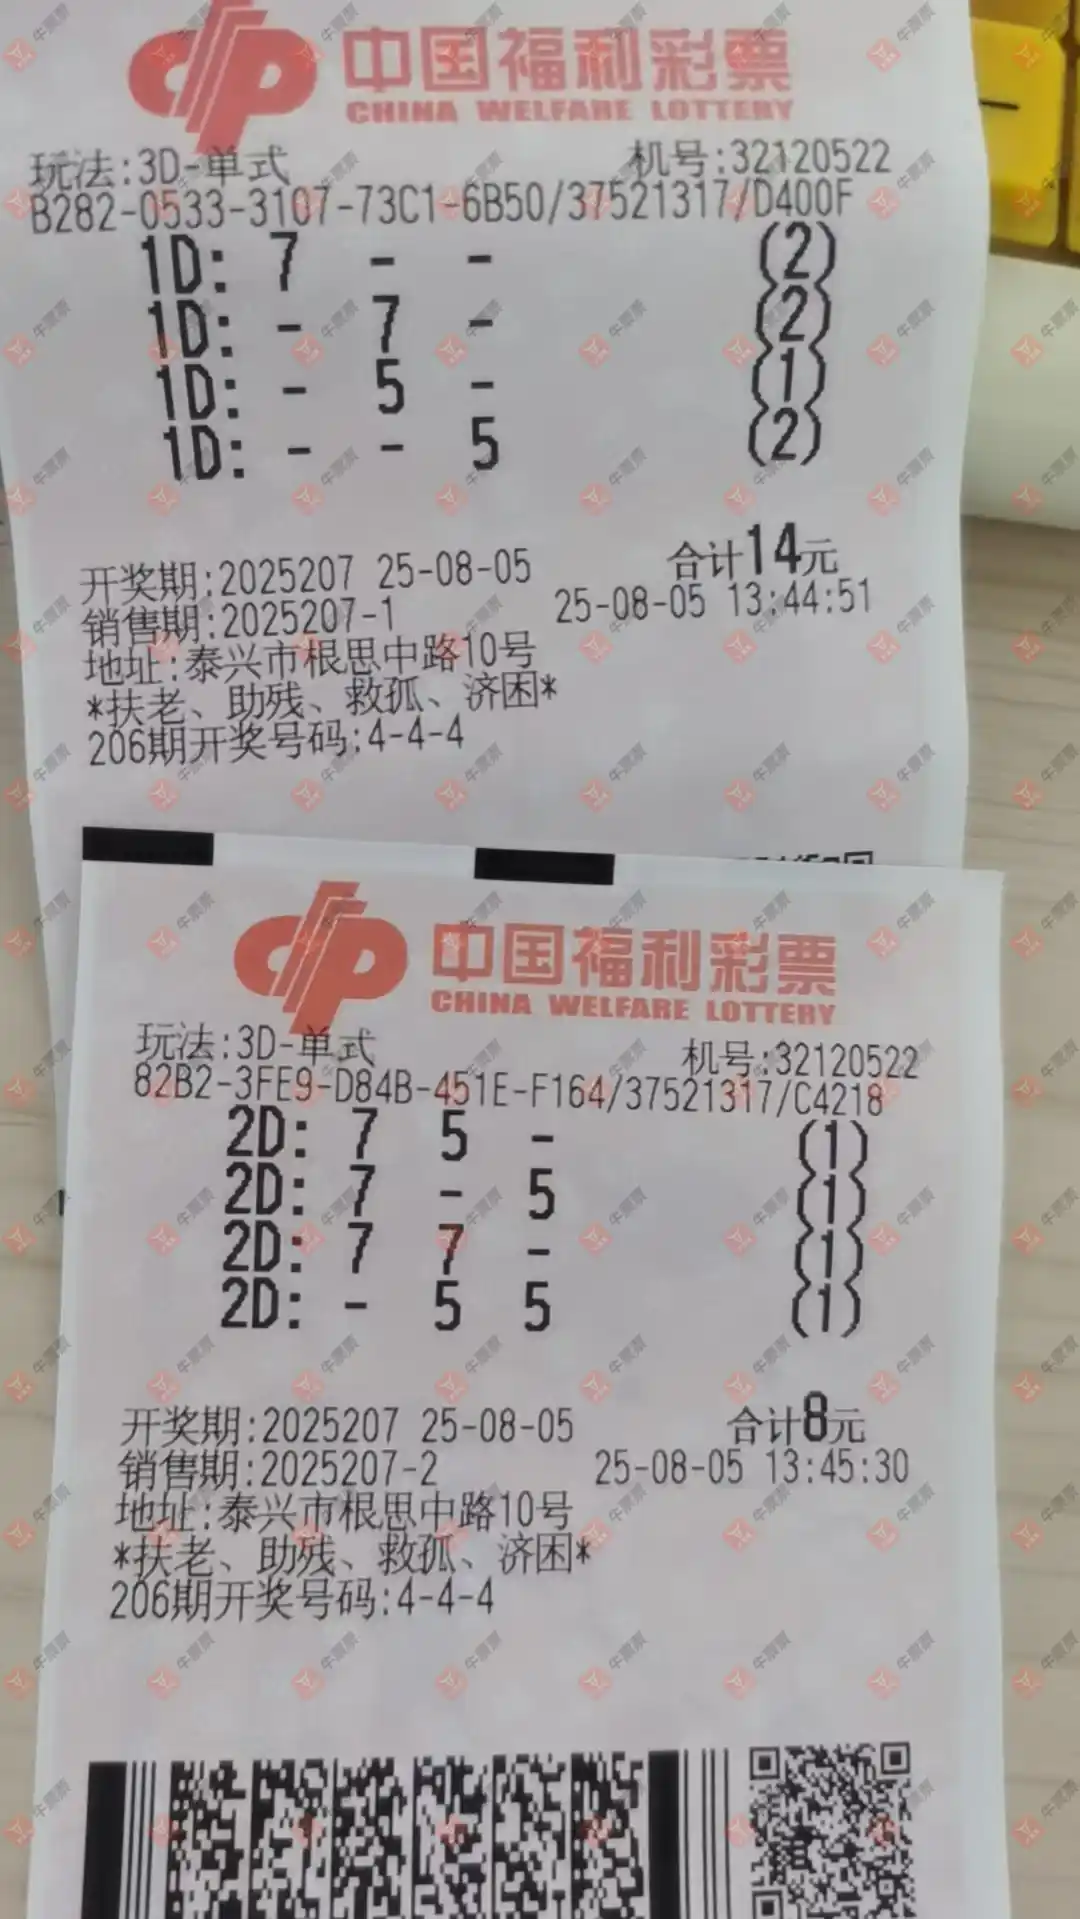 中国福利彩票
CHINA WELFARE LOTTERY
玩法:3D-单式 机号:32120522
B282-0533-3107-73C1-6B50/37521317/D400F
1D: 7 - - (2)
1D: - 7 - (2)
1D: - 5 - (1)
1D: - - 5 (2)
合计14元
开奖期:2025207 25-08-05
销售期:2025207-1 25-08-05 13:44:51
地址:泰兴市根思中路10号
*扶老、助残、救孤、济困*
206期开奖号码:4-4-4
中国福利彩票
CHINA WELFARE LOTTERY
玩法:3D-单式 机号:32120522
82B2-3FE9-D84B-451E-F164/37521317/C4218
2D: 7 5 - (1)
2D: 7 - 5 (1)
2D: 7 7 - (1)
2D: - 5 5 (1)
开奖期:2025207 25-08-05 合计8元
销售期:2025207-2 25-08-05 13:45:30
地址:泰兴市根思中路10号
*扶老、助残、救孤、济困*
206期开奖号码:4-4-4
牛票票